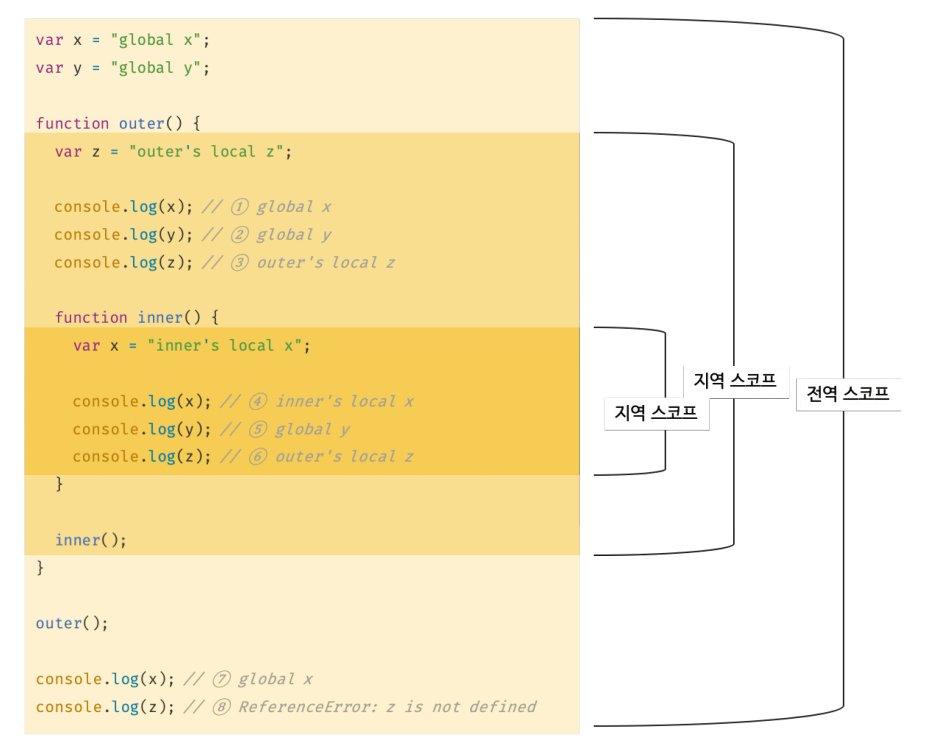 var x = "global x";
var y = "global y";
function outer() {
var z = "outer's local z";
console.log(x); // ① global x
console.log(y); // ② global y
console.log(z); // ③ outer's local z
function inner() {
var x = "inner's local x";
console.log(x); // ④ inner's local x
console.log(y); // ⑤ global y
console.log(z); // ⑥ outer's local z
}
inner();
}
outer();
console.log(x); // ⑦ global x
console.log(z); // ⑧ ReferenceError: z is not defined
지역 스코프
지역 스코프
전역 스코프